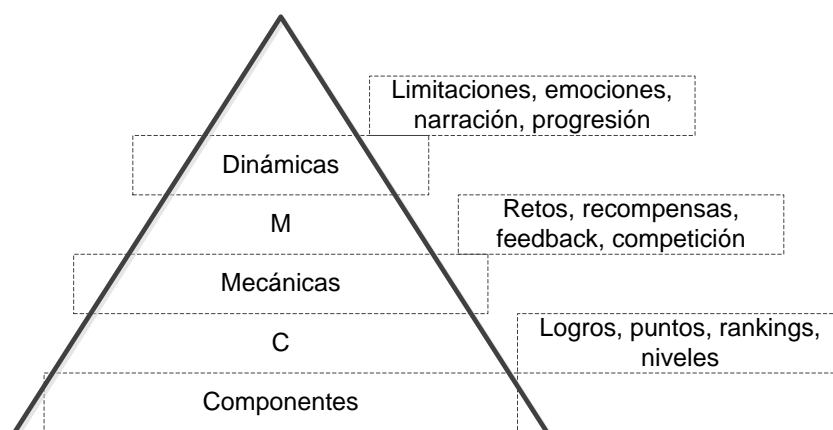 Limitaciones, emociones,
narración, progresión
Dinámicas
M
Retos, recompensas,
feedback, competición
Mecánicas
C
Logros, puntos, rankings,
niveles
Componentes